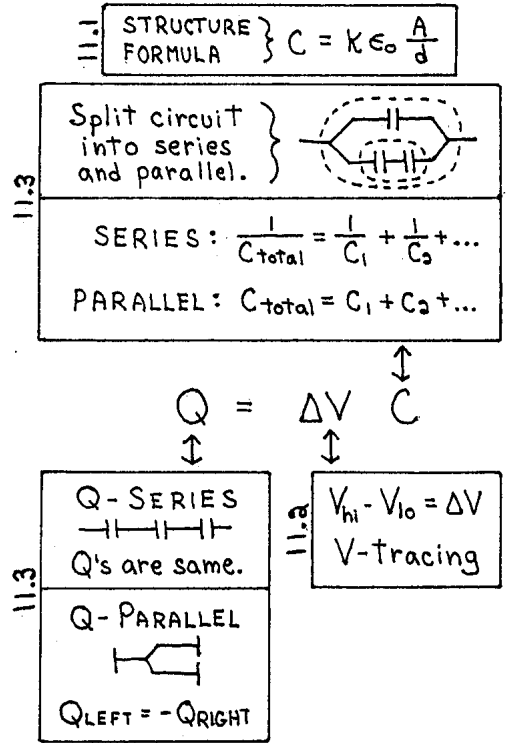 11.1
STRUCTURE
FORMULA } C = K ϵ₀ A/d
11.3
Split circuit
into series
and parallel. }
SERIES: 1/Ctotal = 1/C₁ + 1/C₂ + ...
PARALLEL: Ctotal = C₁ + C₂ + ...
Q = ΔV C
11.3
Q - SERIES
Q's are same.
Q - PARALLEL
QLEFT = -QRIGHT
11.2
Vhi - Vlo = ΔV
V-tracing